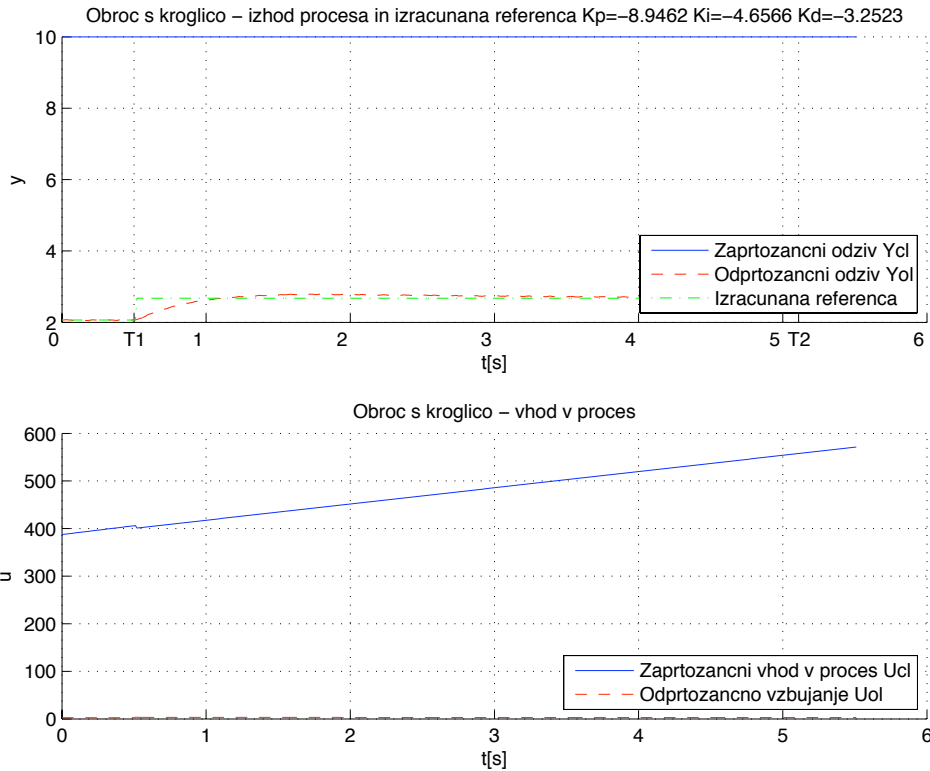 Obroc s kroglico − izhod procesa in izracunana referenca Kp=−8.9462 Ki=−4.6566 Kd=−3.2523
10
8
6
4
2
y
Zaprtozancni odziv Ycl
Odprtozancni odziv Yol
Izracunana referenca
0 T1 1 2 3 4 5 T2 6
t[s]
Obroc s kroglico − vhod v proces
600
500
400
300
200
100
0
u
Zaprtozancni vhod v proces Ucl
Odprtozancno vzbujanje Uol
0 1 2 3 4 5 6
t[s]